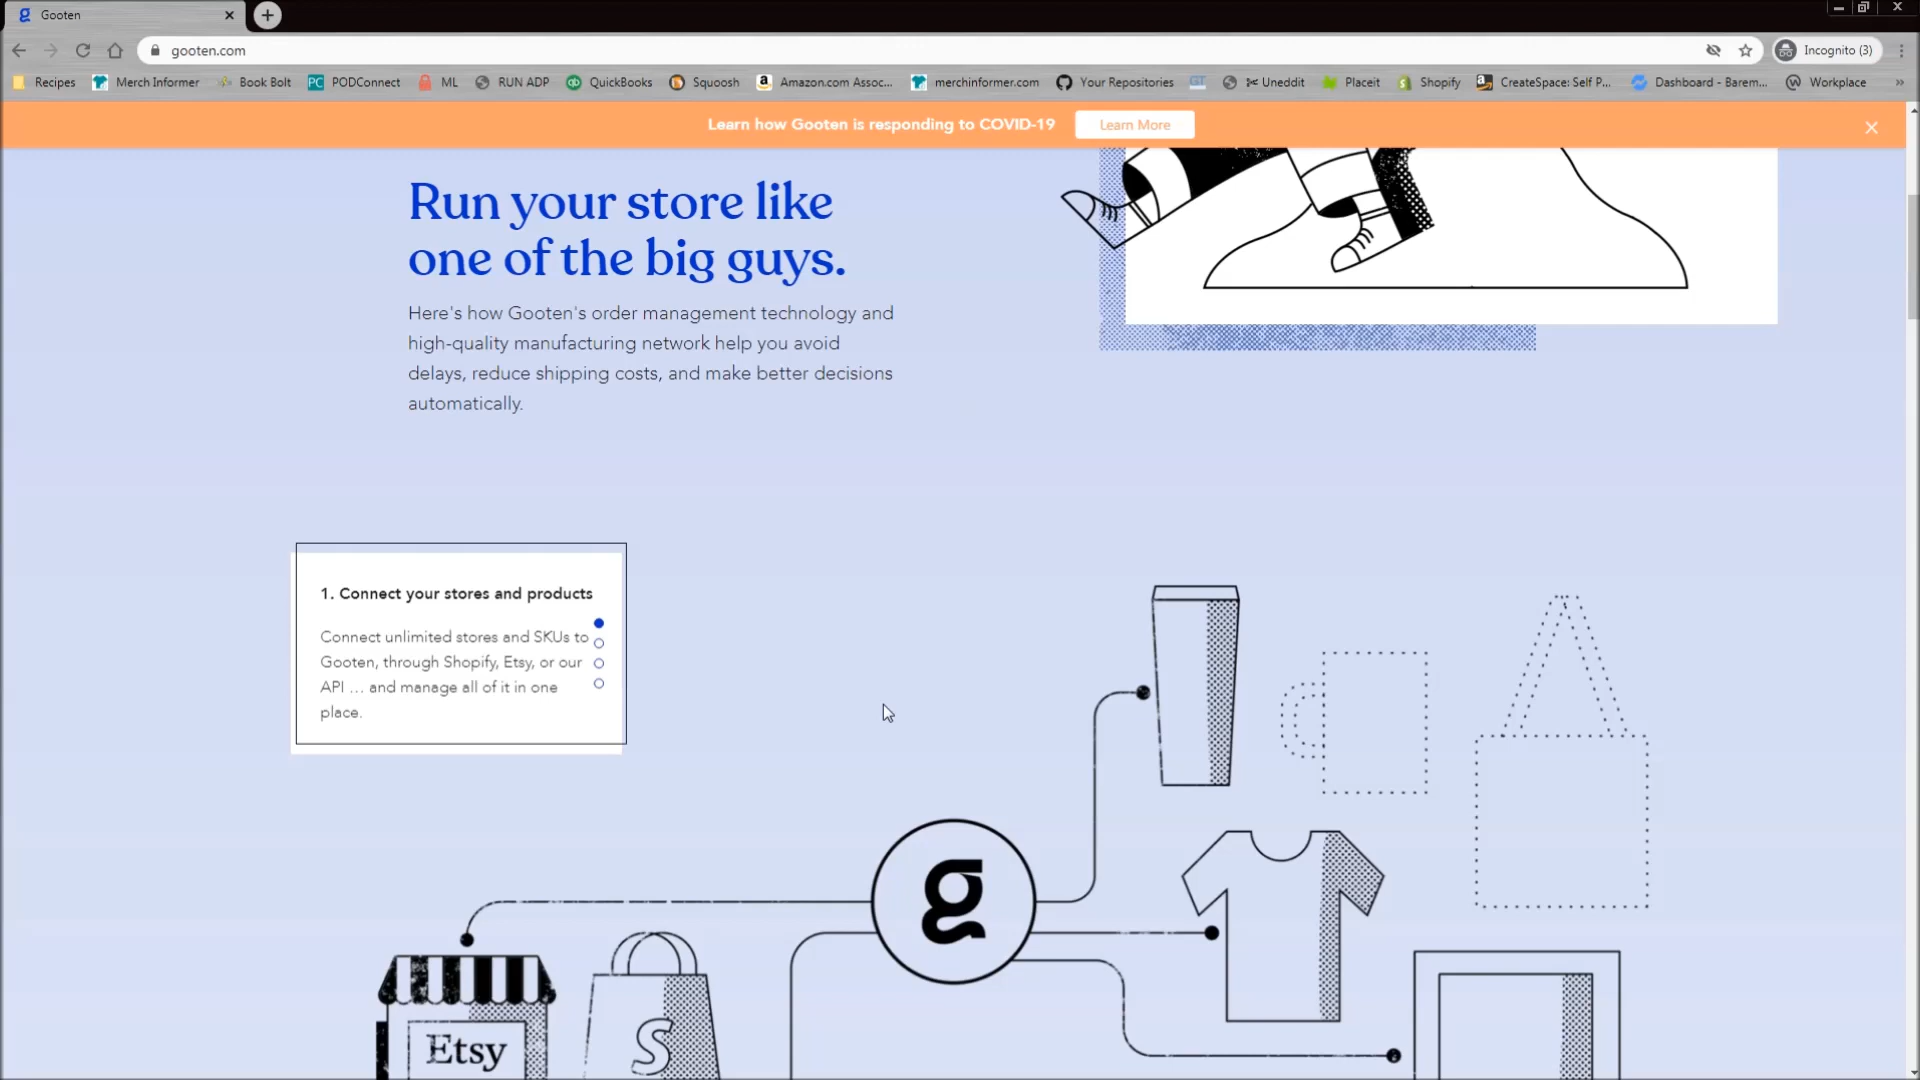 Gooten
gooten.com
Incognito (3)
Recipes
Merch Informer
Book Bolt
PODConnect
ML
RUN ADP
QuickBooks
Squoosh
Amazon.com Assoc...
merchinformer.com
Your Repositories
GT
Uneddit
Placeit
Shopify
CreateSpace: Self P...
Dashboard - Barem...
Workplace
»
Learn how Gooten is responding to COVID-19
Learn More
Run your store like
one of the big guys.
Here's how Gooten's order management technology and
high-quality manufacturing network help you avoid
delays, reduce shipping costs, and make better decisions
automatically.
1. Connect your stores and products
Connect unlimited stores and SKUs to
Gooten, through Shopify, Etsy, or our
API ... and manage all of it in one
place.
g
Etsy
S